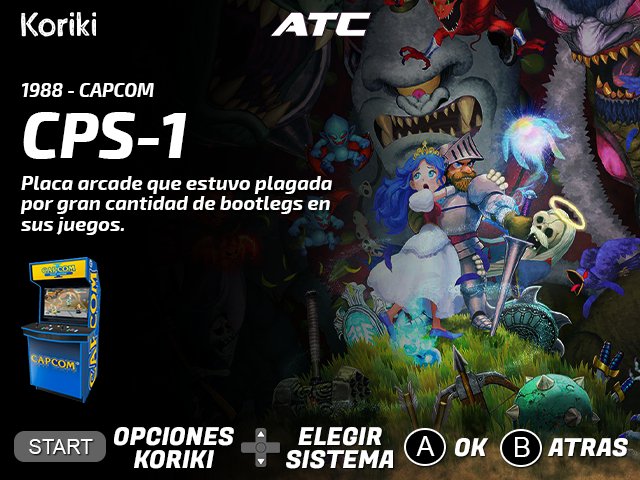 Koriki
ATC
1988 - CAPCOM
CPS-1
Placa arcade que estuvo plagada
por gran cantidad de bootlegs en
sus juegos.
CAPCOM
CAPCOM
CAPCOM
START
OPCIONES
KORIKI
ELEGIR
SISTEMA
A OK
B ATRAS